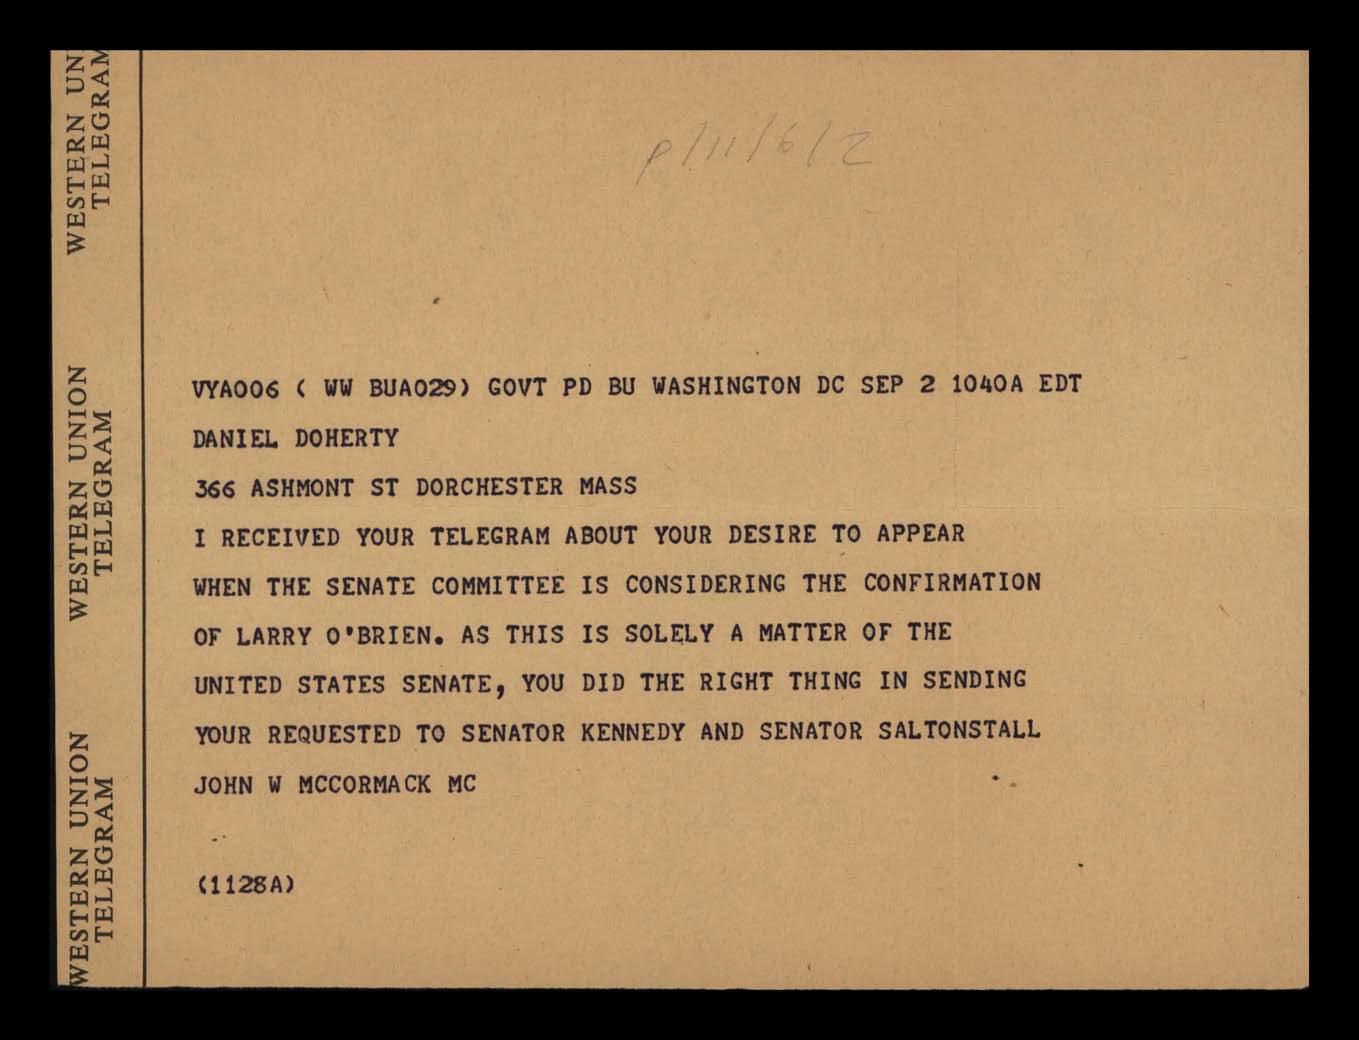 WESTERN UN
TELEGRAM
WESTERN UNION
TELEGRAM
WESTERN UNION
TELEGRAM
P/11/6/2
VYA006 ( WW BUA029) GOVT PD BU WASHINGTON DC SEP 2 1040A EDT
DANIEL DOHERTY
366 ASHMONT ST DORCHESTER MASS
I RECEIVED YOUR TELEGRAM ABOUT YOUR DESIRE TO APPEAR
WHEN THE SENATE COMMITTEE IS CONSIDERING THE CONFIRMATION
OF LARRY O'BRIEN. AS THIS IS SOLELY A MATTER OF THE
UNITED STATES SENATE, YOU DID THE RIGHT THING IN SENDING
YOUR REQUESTED TO SENATOR KENNEDY AND SENATOR SALTONSTALL
JOHN W MCCORMACK MC
(1128A)